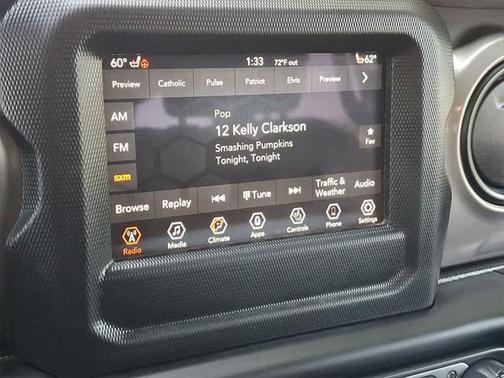 60° 1:33 72°F out 62°
Preview Catholic Pulse Patriot Elvis Preview
AM
Pop
12 Kelly Clarkson
FM
Smashing Pumpkins
Fav
Tonight, Tonight
sxm
Browse Replay Tune Traffic & Weather Audio
Radio Media Climate Apps Controls Phone Settings